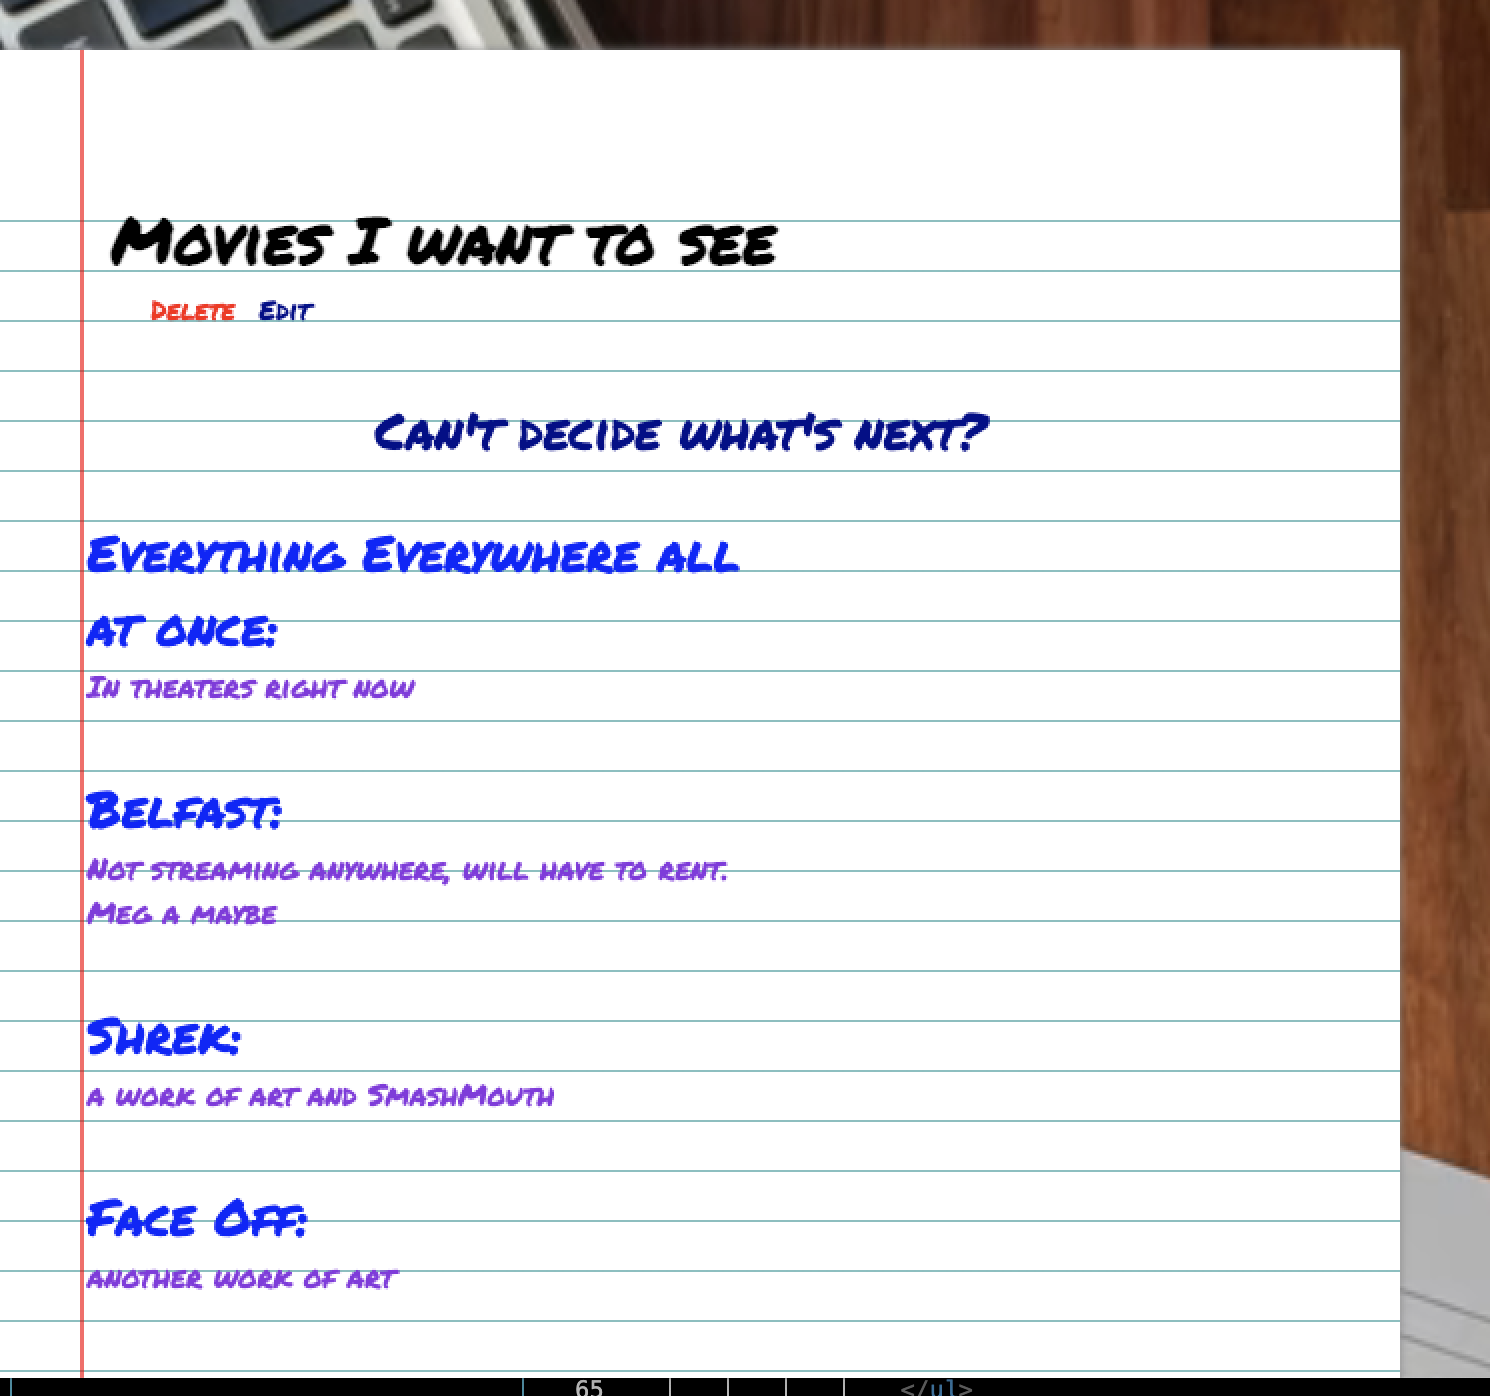 Movies I want to see
Delete Edit
Can't decide what's next?
Everything Everywhere all
at once:
In theaters right now
Belfast:
Not streaming anywhere, will have to rent.
Meg a maybe
Shrek:
a work of art and SmashMouth
Face Off:
another work of art
65 </ul>